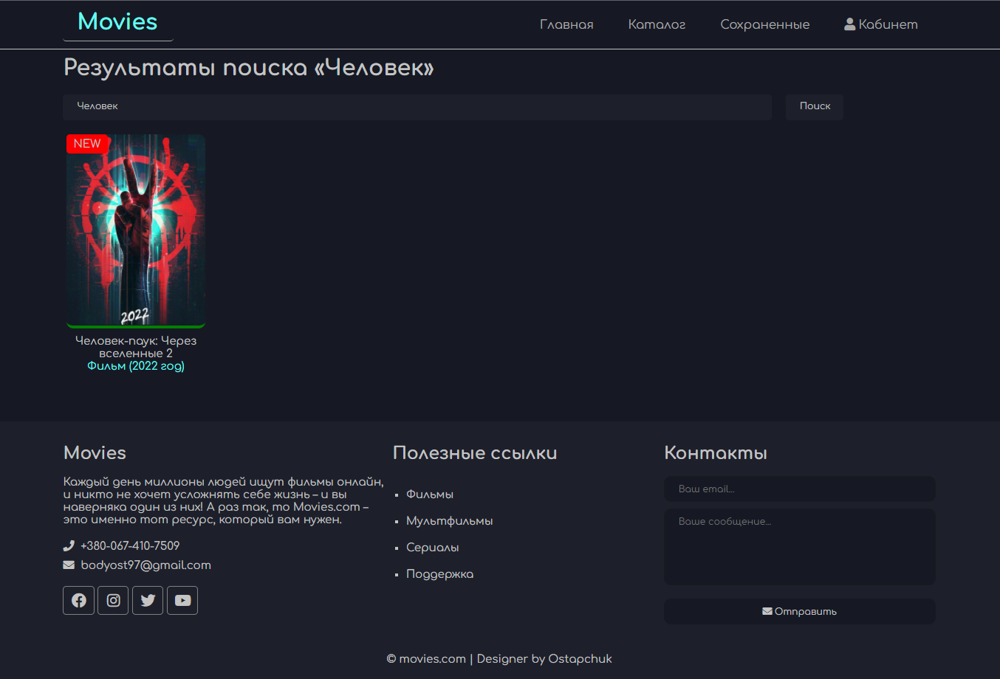 Movies
Главная
Каталог
Сохраненные
Кабинет
Результаты поиска «Человек»
Человек
Поиск
NEW
2022
Человек-паук: Через
вселенные 2
Фильм (2022 год)
Movies
Каждый день миллионы людей ищут фильмы онлайн,
и никто не хочет усложнять себе жизнь – и вы
наверняка один из них! А раз так, то Movies.com –
это именно тот ресурс, который вам нужен.
+380-067-410-7509
bodyost97@gmail.com
Полезные ссылки
Фильмы
Мультфильмы
Сериалы
Поддержка
Контакты
Ваш email...
Ваше сообщение...
Отправить
© movies.com | Designer by Ostapchuk